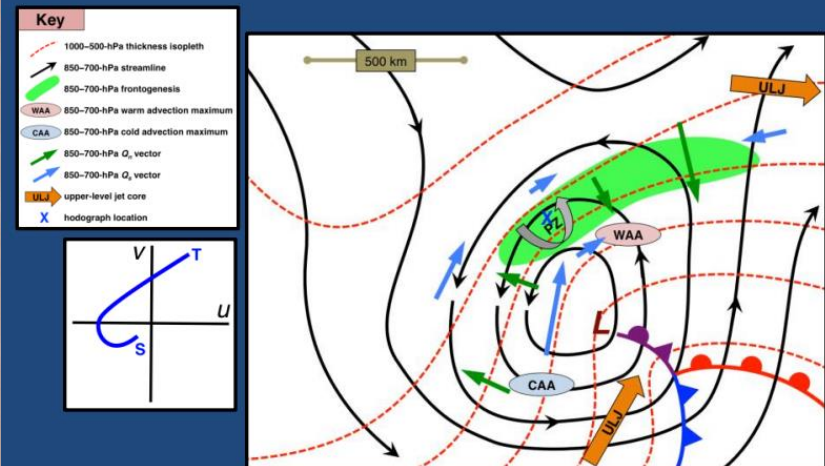 Key
1000–500-hPa thickness isopleth
850–700-hPa streamline
850–700-hPa frontogenesis
WAA 850–700-hPa warm advection maximum
CAA 850–700-hPa cold advection maximum
850–700-hPa Qn vector
850–700-hPa Qs vector
ULJ upper-level jet core
X hodograph location
500 km
ULJ
X
PZ
WAA
L
CAA
ULJ
V
T
u
S